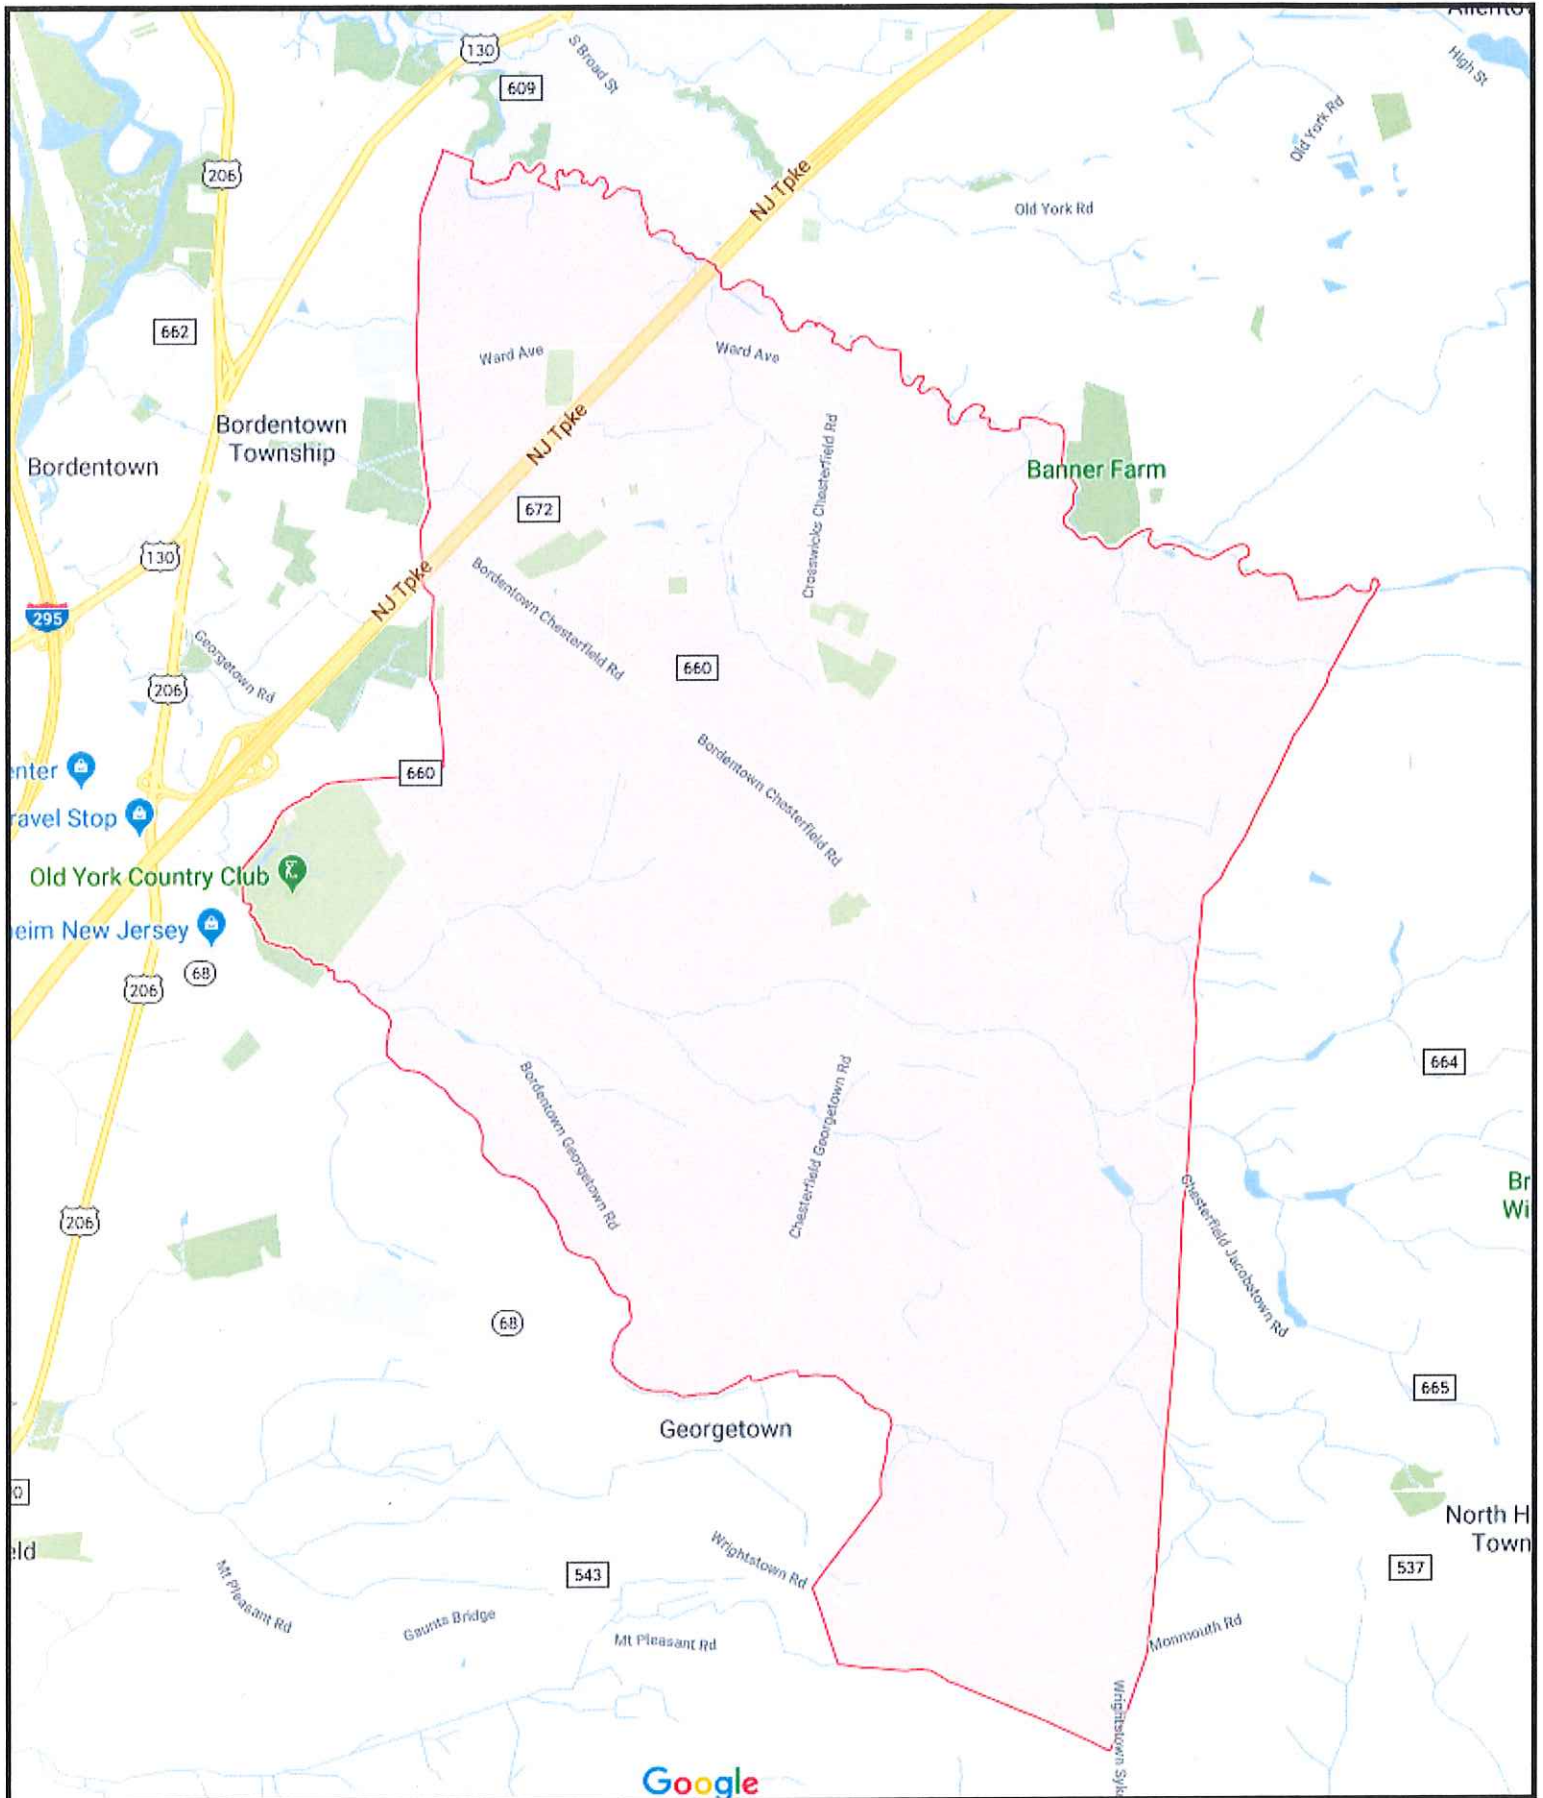 130
S Broad St
609
High St
Old York Rd
206
NJ Tpke
Old York Rd
662
Ward Ave
Ward Ave
Bordentown
Township
Bordentown
NJ Tpke
Crosswicks Chesterfield Rd
Banner Farm
672
130
NJ Tpke
Bordentown Chesterfield Rd
295
Georgetown Rd
206
660
Bordentown Chesterfield Rd
660
enter
ravel Stop
Old York Country Club
eim New Jersey
68
206
664
Bordentown Georgetown Rd
Chesterfield Georgetown Rd
Br
Wi
206
Chesterfield Jacobstown Rd
68
665
Georgetown
0
North H
Town
eld
Wrightstown Rd
543
537
Mt Pleasant Rd
Gaunts Bridge
Mt Pleasant Rd
Monmouth Rd
Wrightstown Syk
Google